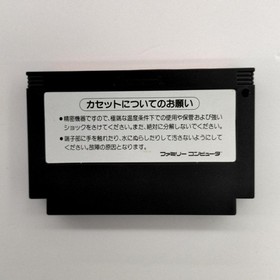 カセットについてのお願い
●精密機器ですので、極端な温度条件下での使用や保管および強い
ショックをさけてください。また、絶対に分解しないでください。
●端子部に手を触れたり、水にぬらしたりして汚さないようにして
ください。故障の原因となります。
ファミリー コンピュータ